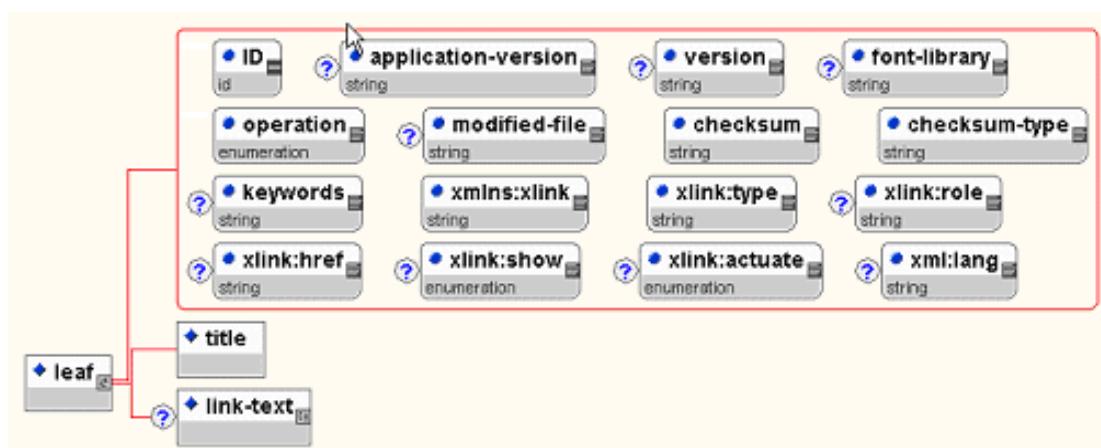 ID ? application-version ? version ? font-library
id string string string
operation ? modified-file checksum checksum-type
enumeration string string string
? keywords xmlns:xlink xlink:type ? xlink:role
string string string string
? xlink:href ? xlink:show ? xlink:actuate ? xml:lang
string enumeration enumeration string
title
leaf
? link-text